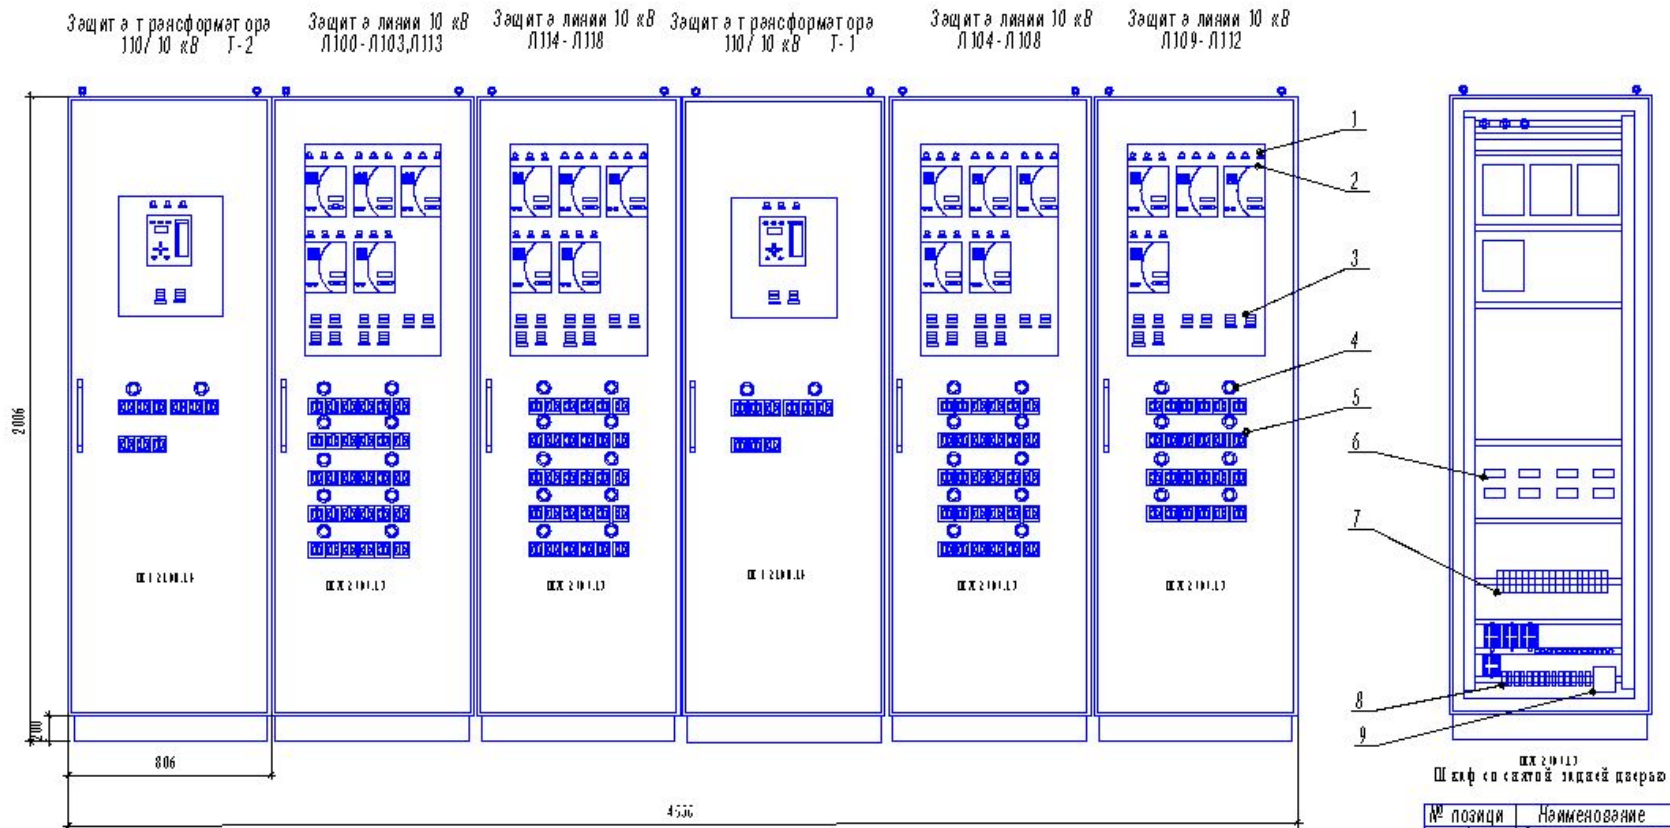 Защита трансформатора
110/10 кВ Т-2
Защита линии 10 кВ
Л100-Л103,Л113
Защита линии 10 кВ
Л114-Л118
Защита трансформатора
110/10 кВ Т-1
Защита линии 10 кВ
Л104-Л108
Защита линии 10 кВ
Л109-Л112
1
2
3
4
5
6
7
8
9
2006
200
806
Шкаф со снятой задней дверью
№ позици Наименование